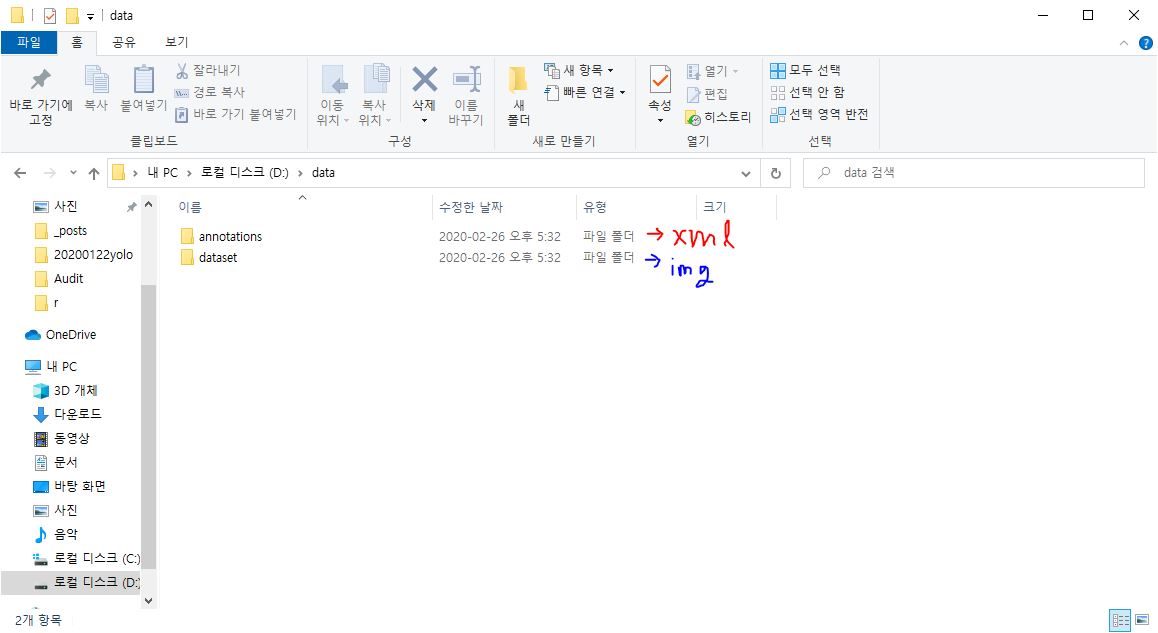 data
파일 홈 공유 보기
바로 가기에 고정
복사
붙여넣기
잘라내기
경로 복사
바로 가기 붙여넣기
클립보드
이동 위치
복사 위치
삭제
이름 바꾸기
구성
새 폴더
새 항목
빠른 연결
새로 만들기
속성
열기
편집
히스토리
열기
모두 선택
선택 안 함
선택 영역 반전
선택
내 PC > 로컬 디스크 (D:) > data
data 검색
사진
_posts
20200122yolo
Audit
r
OneDrive
내 PC
3D 개체
다운로드
동영상
문서
바탕 화면
사진
음악
로컬 디스크 (C:)
로컬 디스크 (D:)
이름 수정한 날짜 유형 크기
annotations 2020-02-26 오후 5:32 파일 폴더 → xml
dataset 2020-02-26 오후 5:32 파일 폴더 → img
2개 항목